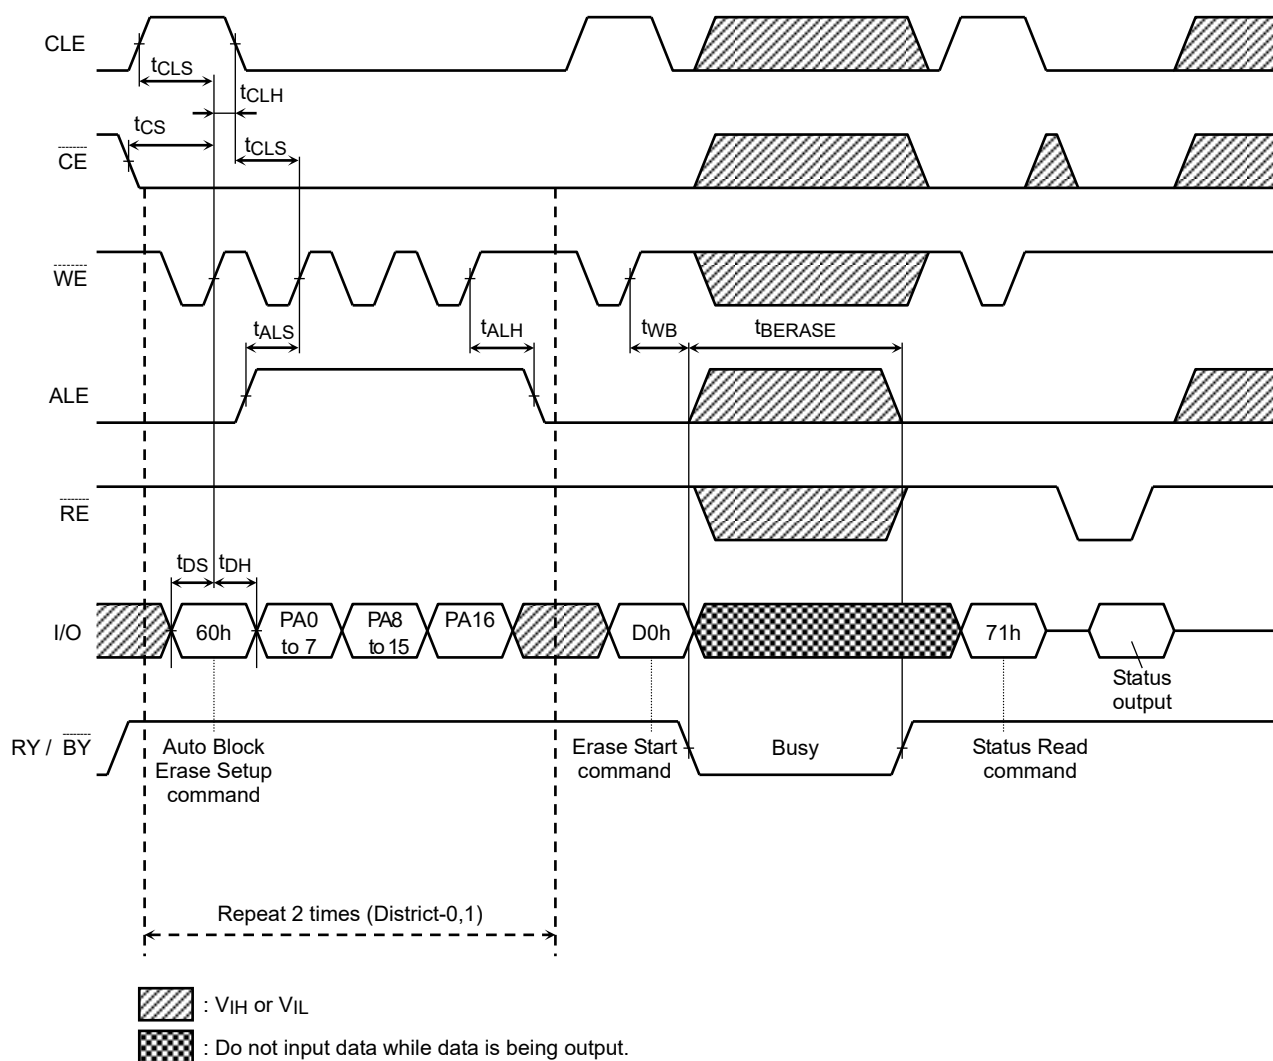 CLE
tCLS
tCLH
tCS
tCLS
CE
WE
tALS
tALH
tWB
tBERASE
ALE
RE
tDS
tDH
I/O
60h
PA0
to 7
PA8
to 15
PA16
D0h
71h
Status
output
RY / BY
Auto Block
Erase Setup
command
Erase Start
command
Busy
Status Read
command
Repeat 2 times (District-0,1)
: VIH or VIL
: Do not input data while data is being output.